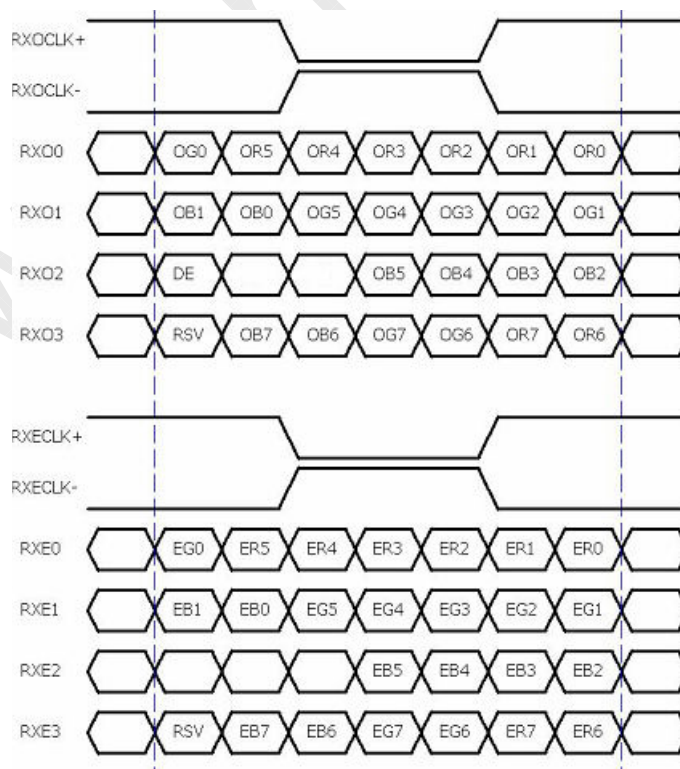 RXOCLK+
RXOCLK-
RXO0 OG0 OR5 OR4 OR3 OR2 OR1 OR0
RXO1 OB1 OB0 OG5 OG4 OG3 OG2 OG1
RXO2 DE OB5 OB4 OB3 OB2
RXO3 RSV OB7 OB6 OG7 OG6 OR7 OR6
RXECLK+
RXECLK-
RXE0 EG0 ER5 ER4 ER3 ER2 ER1 ER0
RXE1 EB1 EB0 EG5 EG4 EG3 EG2 EG1
RXE2 EB5 EB4 EB3 EB2
RXE3 RSV EB7 EB6 EG7 EG6 ER7 ER6